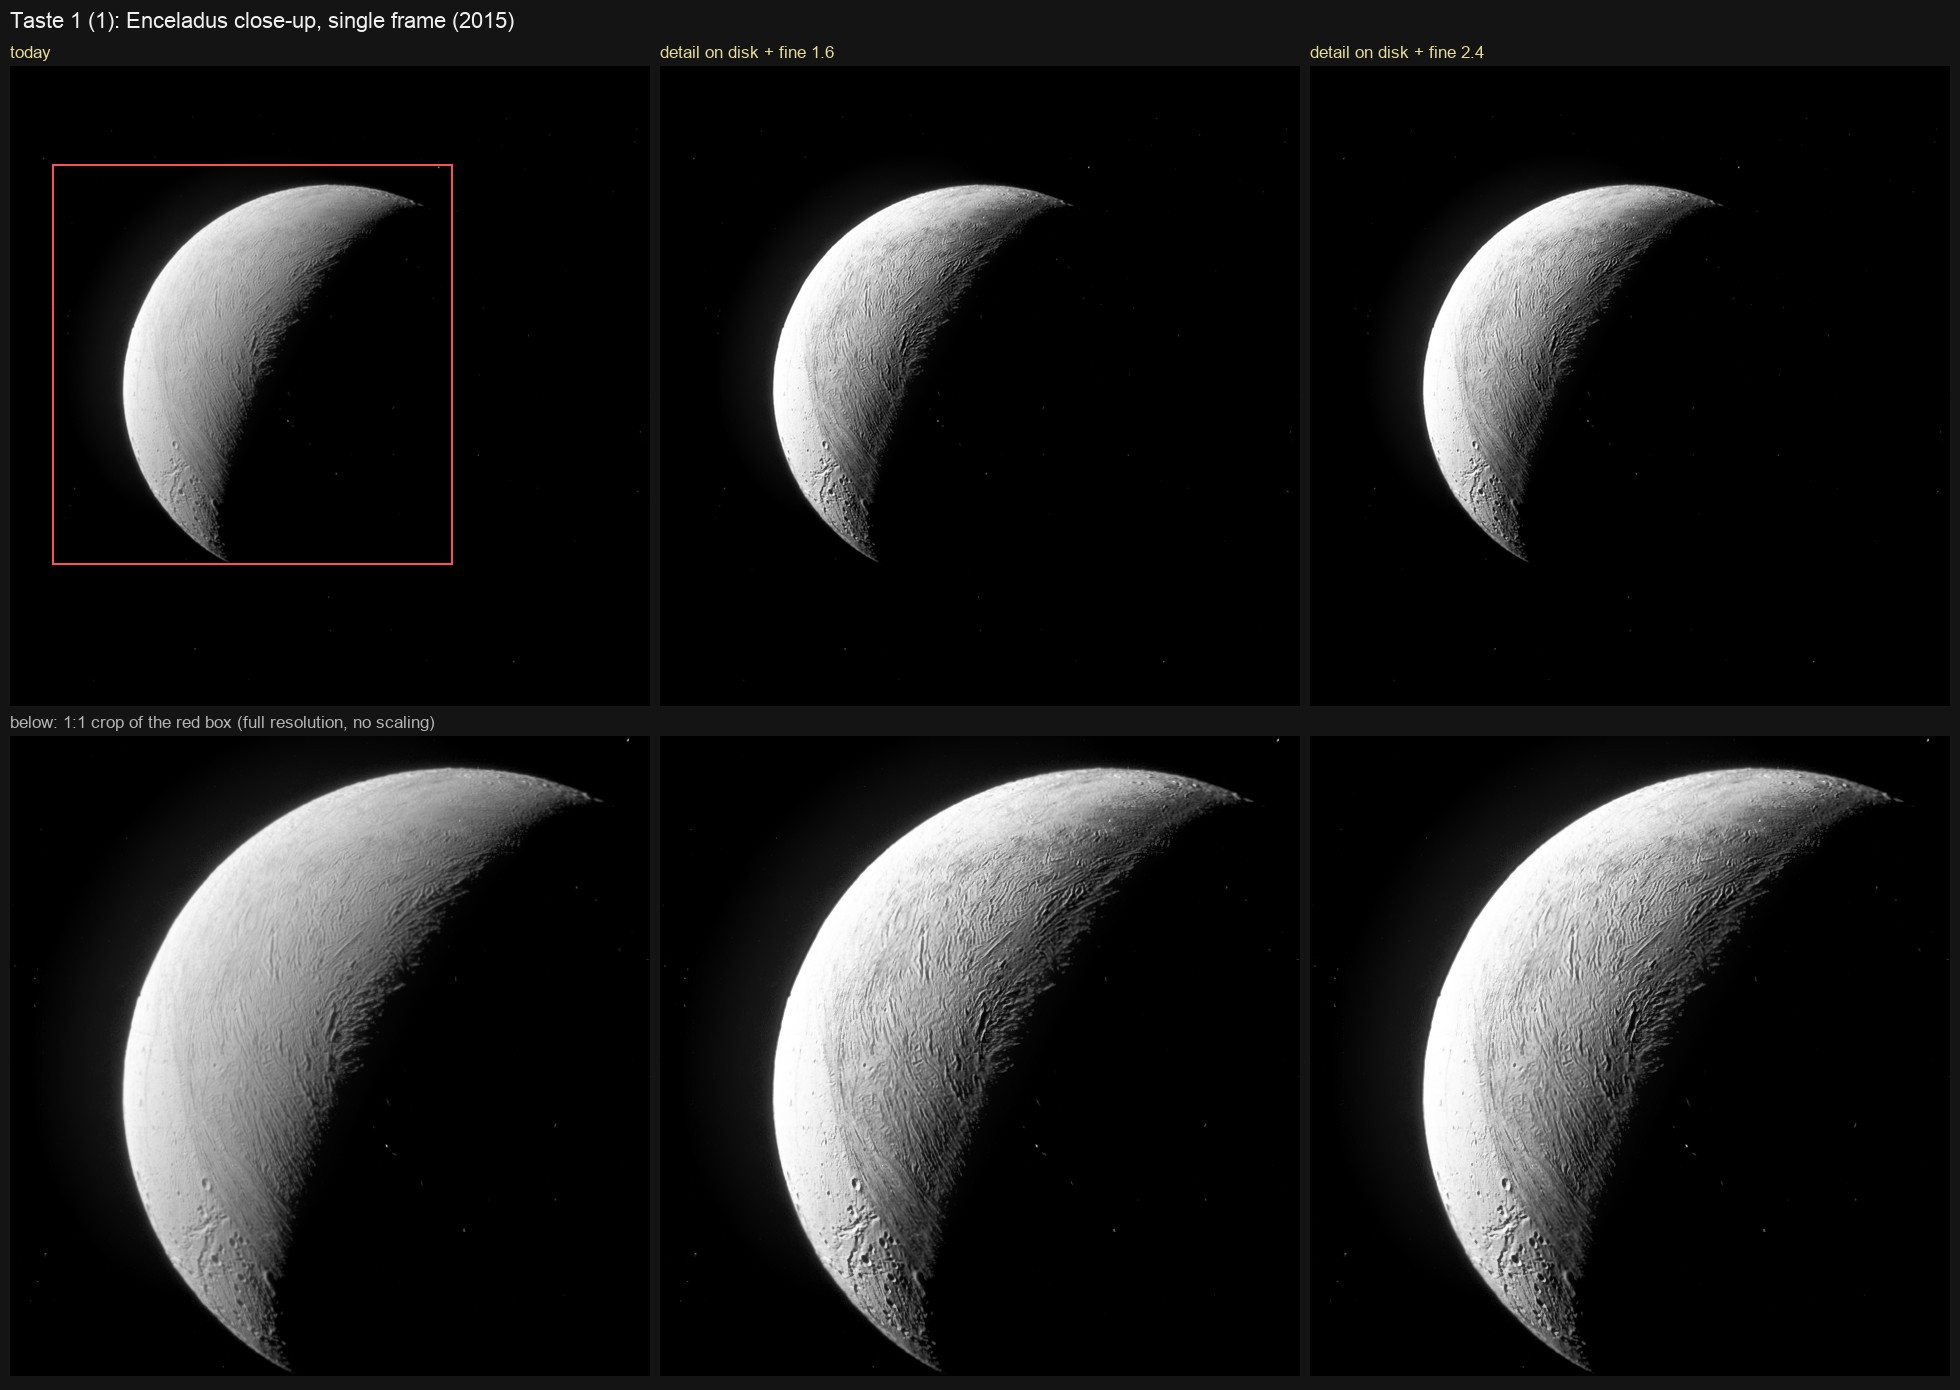 Taste 1 (1): Enceladus close-up, single frame (2015)
today
detail on disk + fine 1.6
detail on disk + fine 2.4
below: 1:1 crop of the red box (full resolution, no scaling)